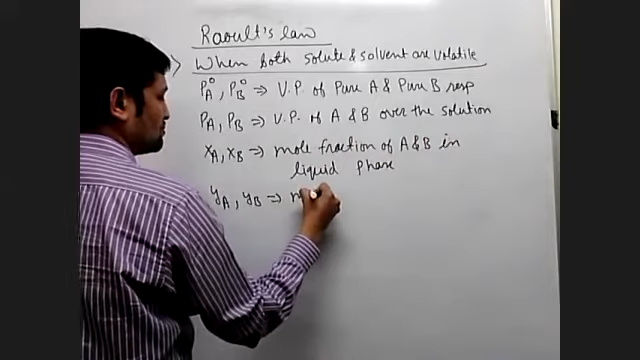 Raoult's law
When both solute & solvent are volatile
P°A, P°B ⇒ V.P. of Pure A & Pure B resp
PA, PB ⇒ V.P. of A & B over the solution
xA, xB ⇒ mole fraction of A & B in
liquid phase
yA, yB ⇒ m